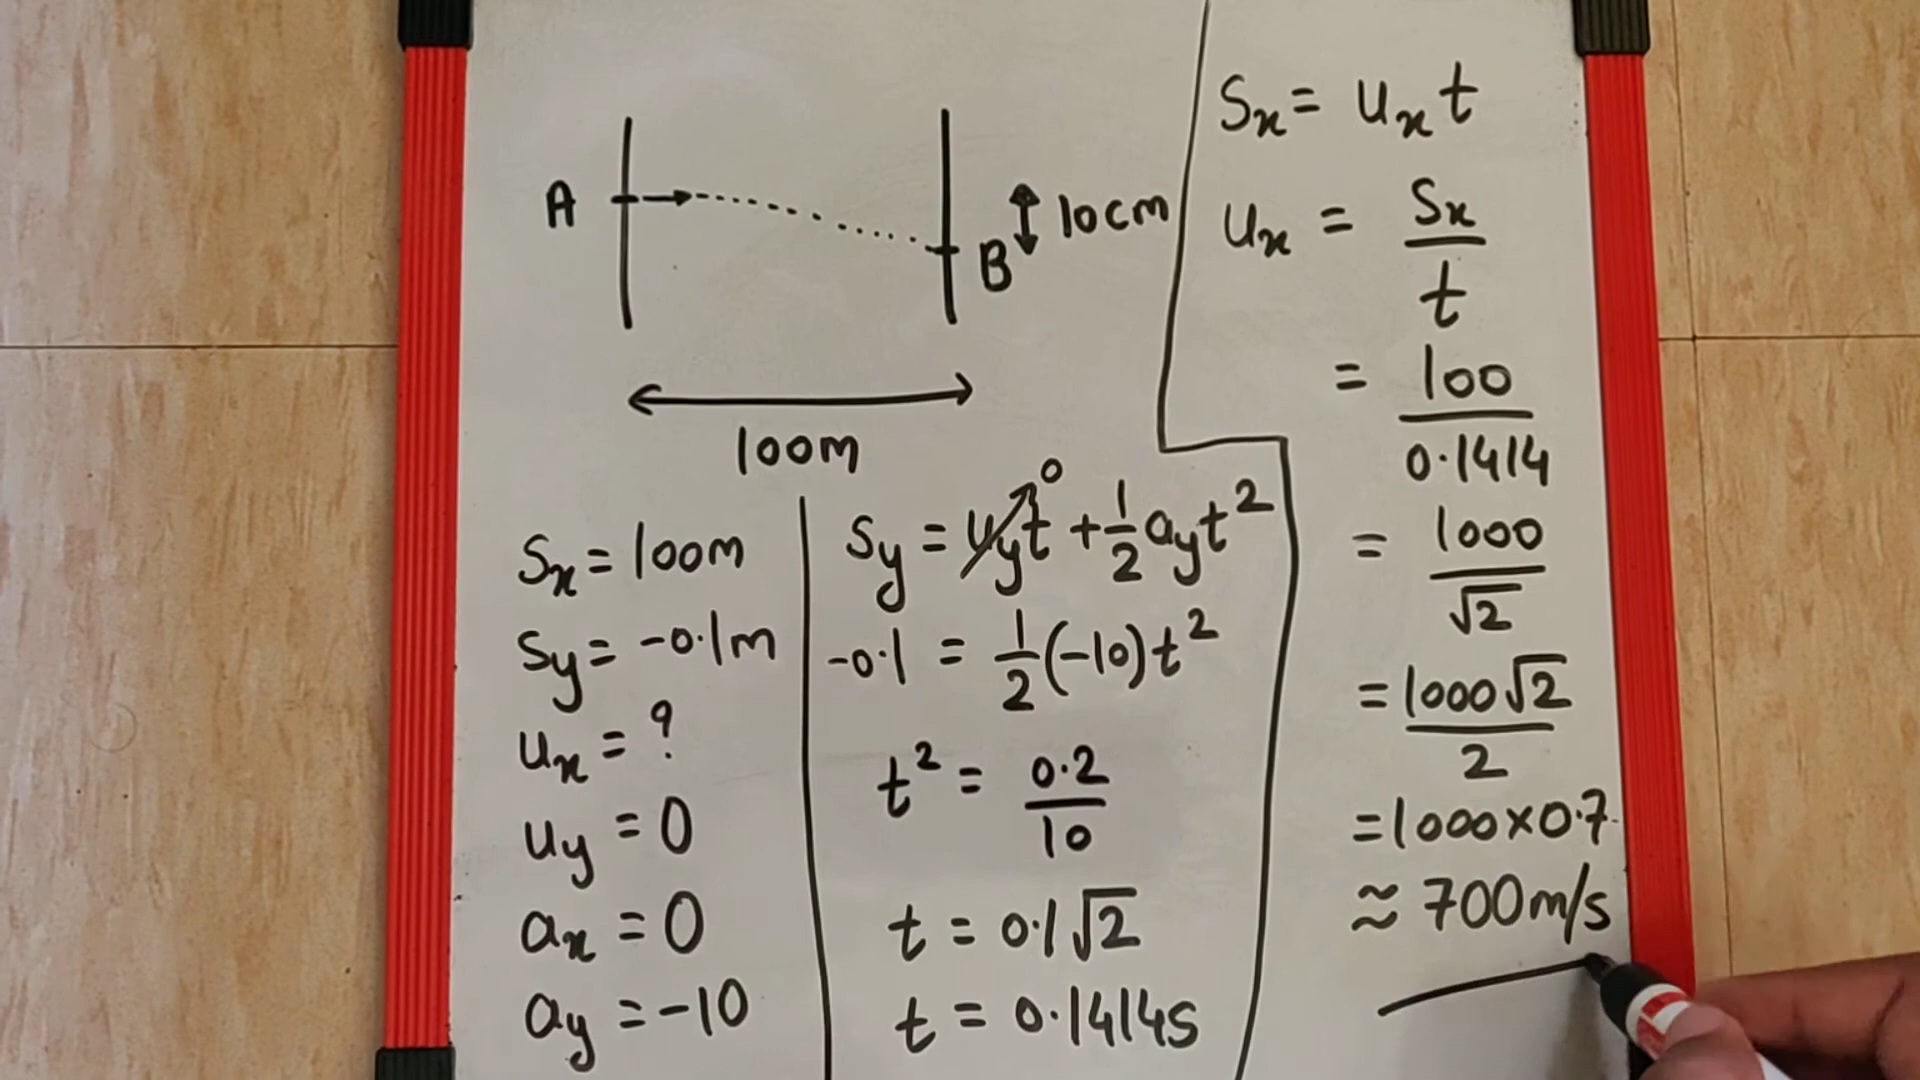 A
B
10cm
100m
Sx = 100m
Sy = -0.1m
ux = ?
uy = 0
ax = 0
ay = -10
Sy = uyt 0 + 1/2 ayt²
-0.1 = 1/2 (-10)t²
t² = 0.2/10
t = 0.1√2
t = 0.1414s
Sx = ux t
ux = Sx/t
= 100/0.1414
= 1000/√2
= 1000√2/2
= 1000×0.7
≈ 700m/s